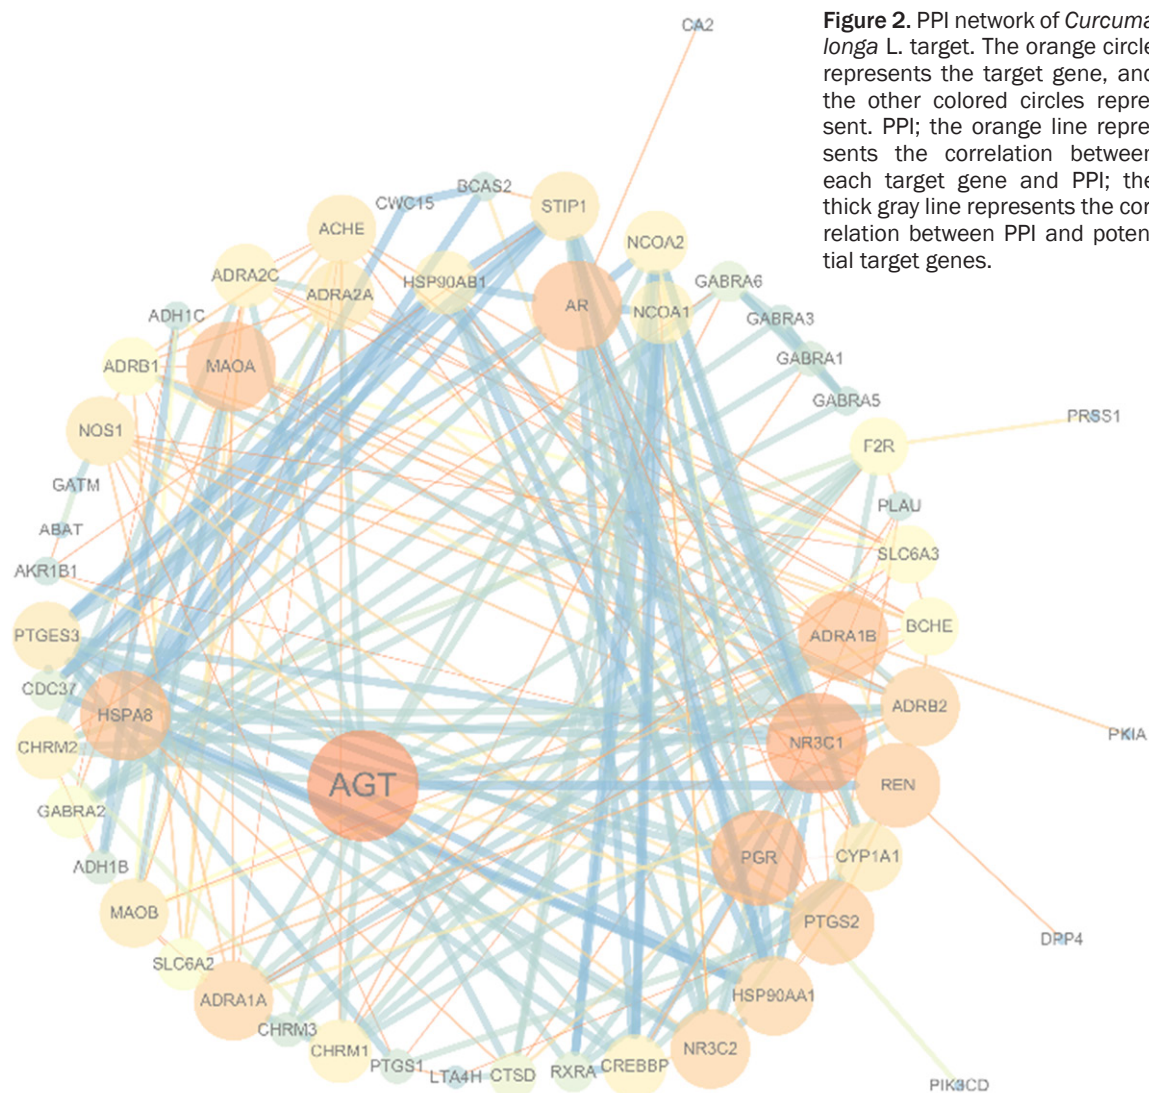 CA2
Figure 2. PPI network of Curcuma
longa L. target. The orange circle
represents the target gene, and
the other colored circles repre
sent. PPI; the orange line repre
sents the correlation between
each target gene and PPI; the
thick gray line represents the cor
relation between PPI and poten
tial target genes.
BCAS2
CWC15
STIP1
ACHE
NCOA2
ADRA2C
ADRA2A
HSP90AB1
GABRA6
AR
NCOA1
ADH1C
GABRA3
MAOA
ADRB1
GABRA1
GABRA5
PRSS1
NOS1
F2R
GATM
PLAU
ABAT
SLC6A3
AKR1B1
PTGES3
ADRA1B
BCHE
CDC37
HSPA8
ADRB2
CHRM2
NR3C1
PKIA
AGT
REN
GABRA2
PGR
CYP1A1
ADH1B
MAOB
PTGS2
DPP4
SLC6A2
ADRA1A
HSP90AA1
CHRM3
CHRM1
NR3C2
PTGS1
LTA4H
CTSD
RXRA
CREBBP
PIK3CD